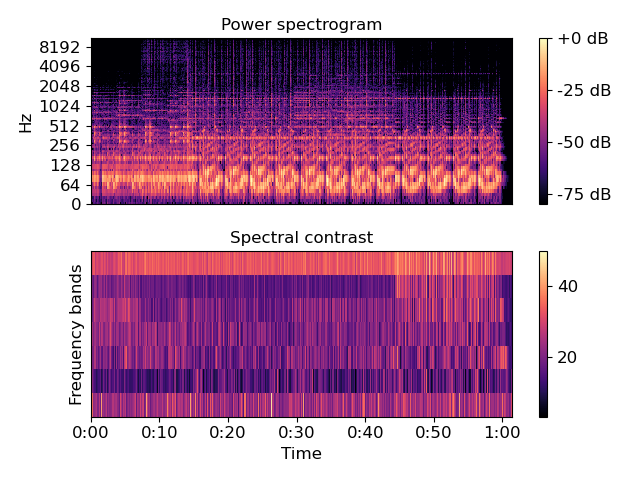 Power spectrogram
8192
4096
2048
1024
512
256
128
64
0
Hz
+0 dB
-25 dB
-50 dB
-75 dB
Spectral contrast
Frequency bands
40
20
0:00 0:10 0:20 0:30 0:40 0:50 1:00
Time